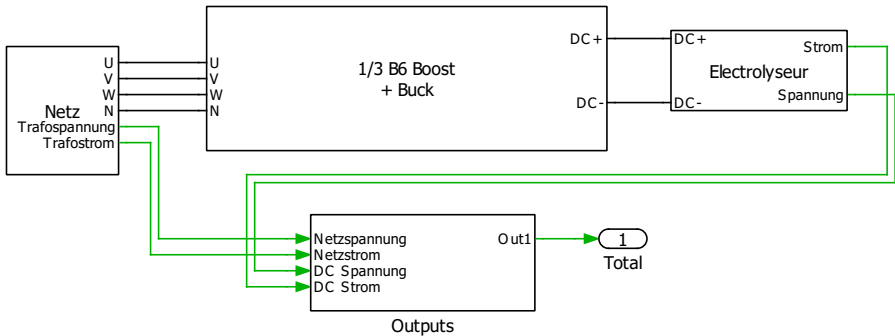 Netz
U
V
W
N
Trafospannung
Trafostrom
U
V
W
N
1/3 B6 Boost
+ Buck
DC+
DC-
DC+
DC-
Electrolyseur
Strom
Spannung
Netzspannung
Netzstrom
DC Spannung
DC Strom
Out1
Outputs
1
Total